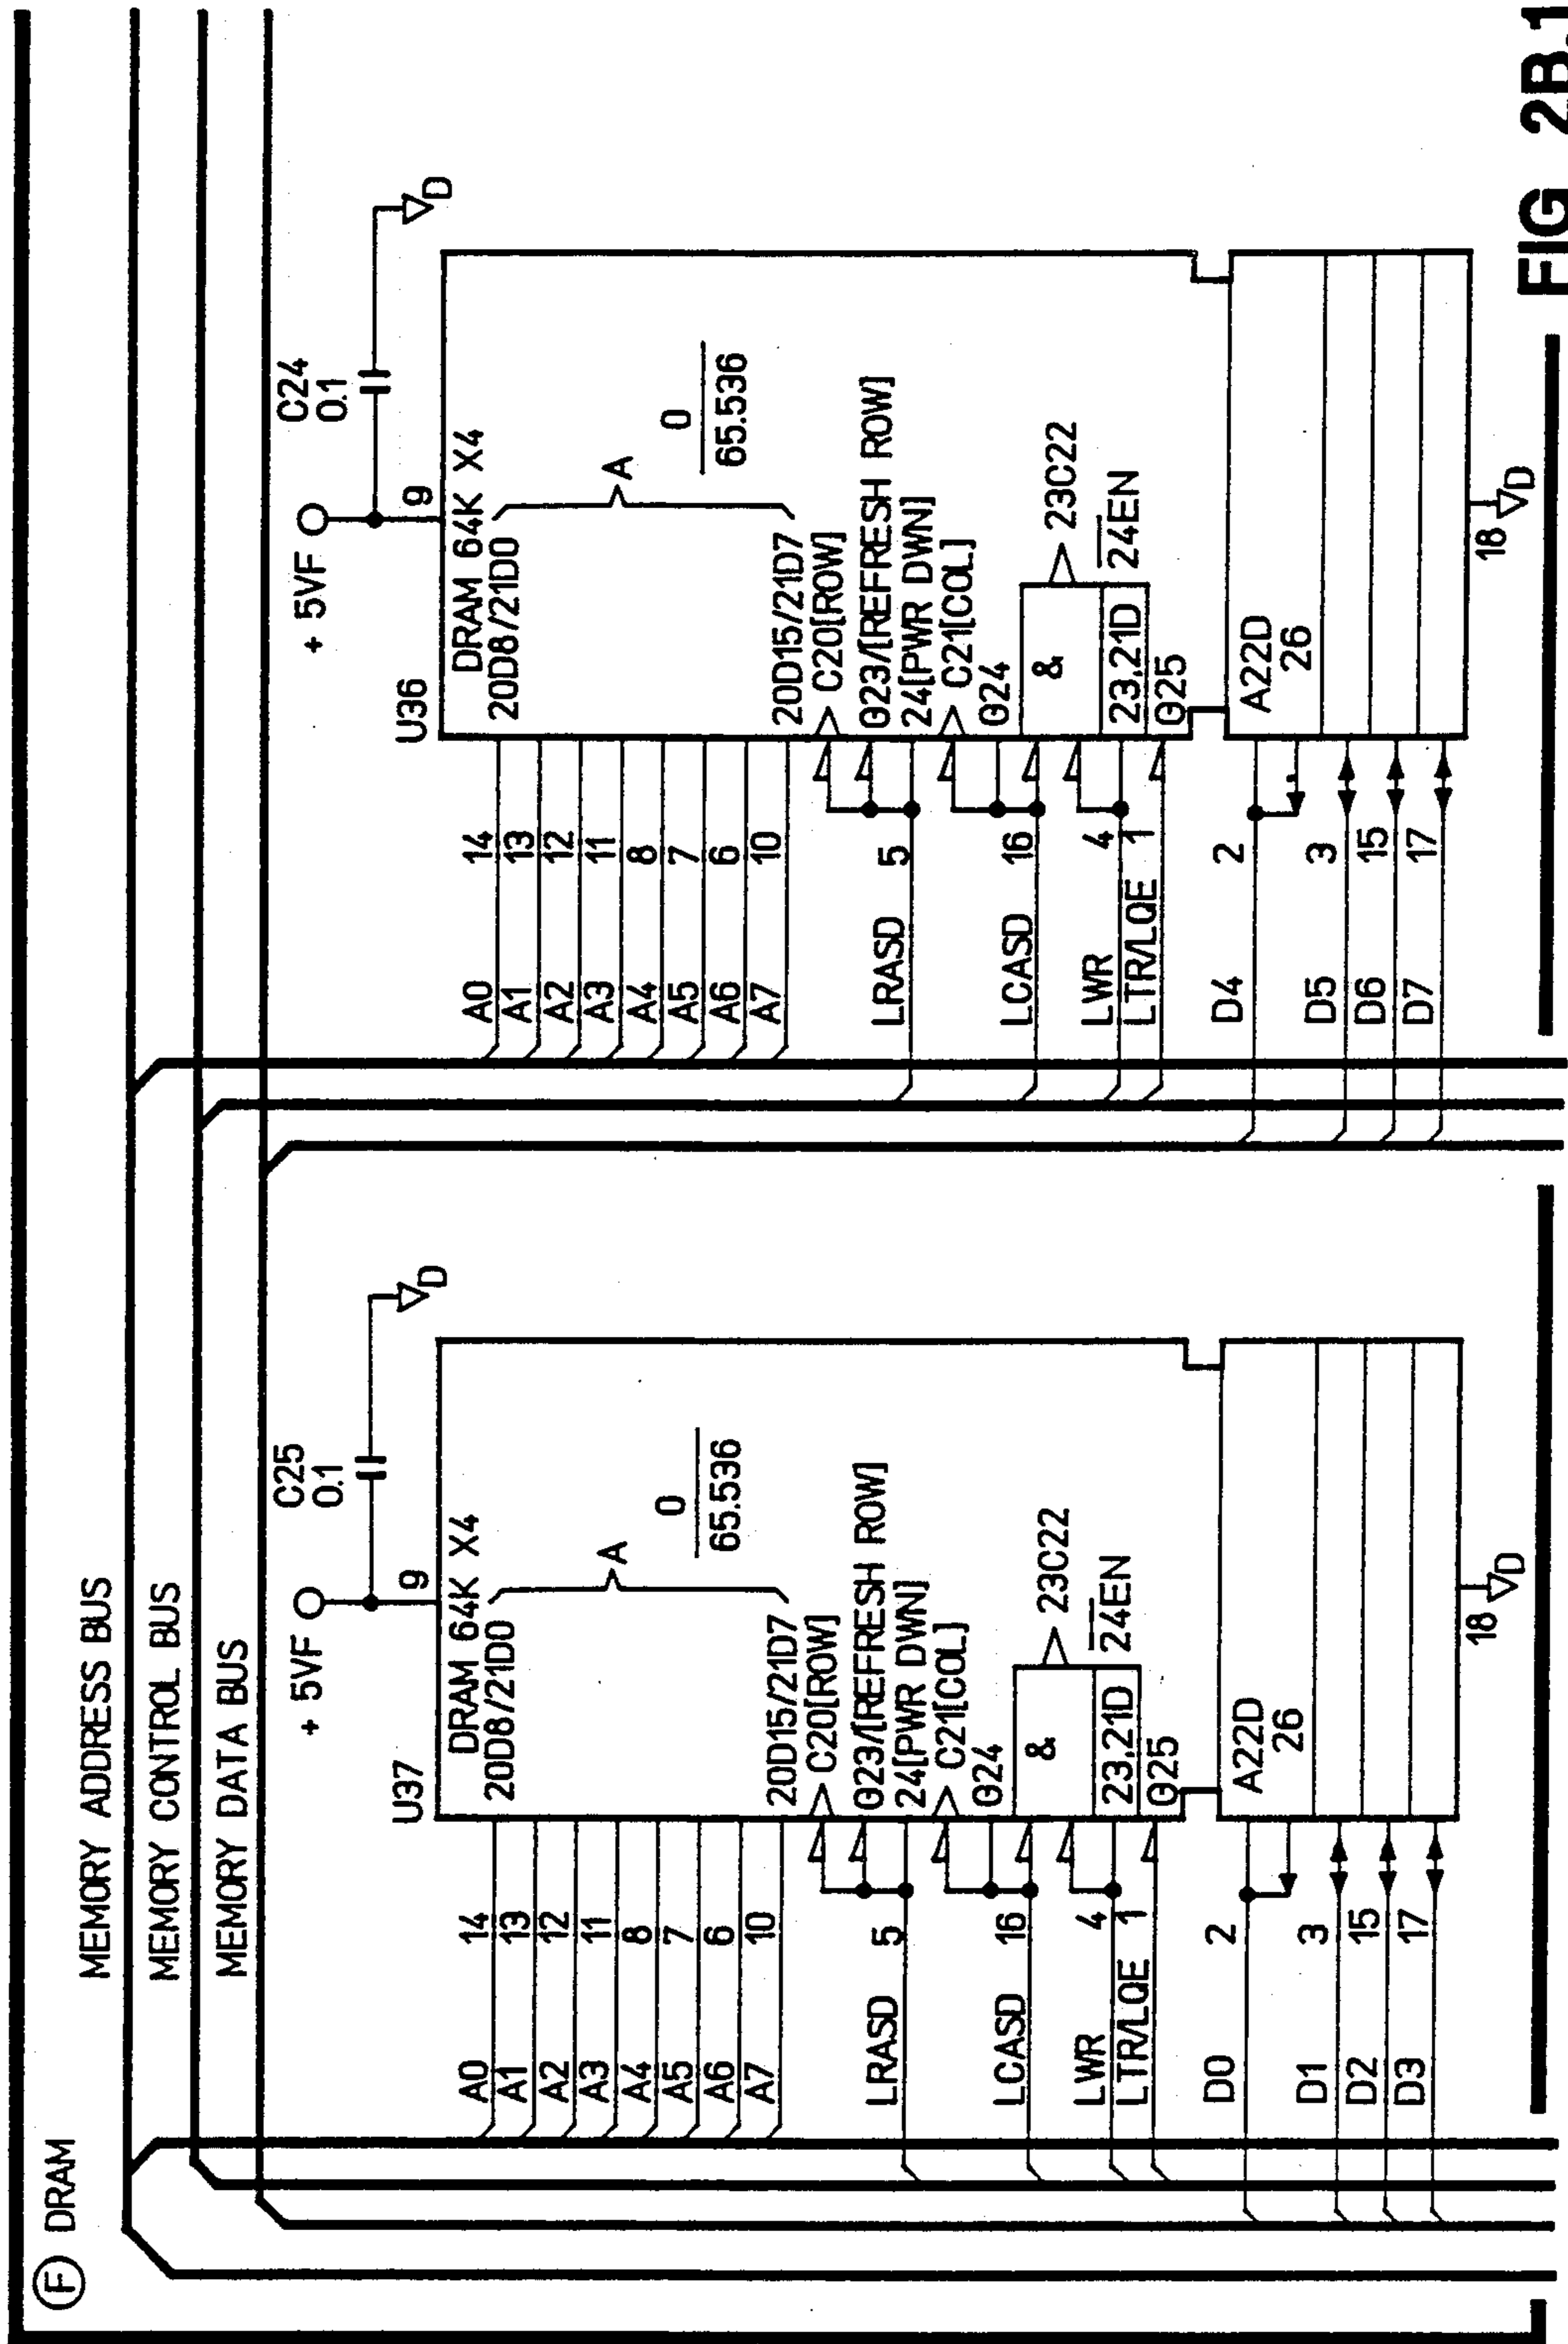 F DRAM
MEMORY ADDRESS BUS
MEMORY CONTROL BUS
MEMORY DATA BUS
C25
0.1
+ 5VF
D
9
U37
DRAM 64K X4
20D8/21D0
A
0
65.536
20D15/21D7
C20[ROW]
G23/[REFRESH ROW]
24[PWR DWN]
C21[COL]
G24
&
23C22
23,21D
24EN
G25
A22D
26
18
D
A0 14
A1 13
A2 12
A3 11
A4 8
A5 7
A6 6
A7 10
LRASD 5
LCASD 16
LWR 4
LTR/LQE 1
D0 2
D1 3
D2 15
D3 17
C24
0.1
+ 5VF
D
9
U36
DRAM 64K X4
20D8/21D0
A
0
65.536
20D15/21D7
C20[ROW]
G23/[REFRESH ROW]
24[PWR DWN]
C21[COL]
G24
&
23C22
23,21D
24EN
G25
A22D
26
18
D
A0 14
A1 13
A2 12
A3 11
A4 8
A5 7
A6 6
A7 10
LRASD 5
LCASD 16
LWR 4
LTR/LQE 1
D4 2
D5 3
D6 15
D7 17
FIG 2B.1